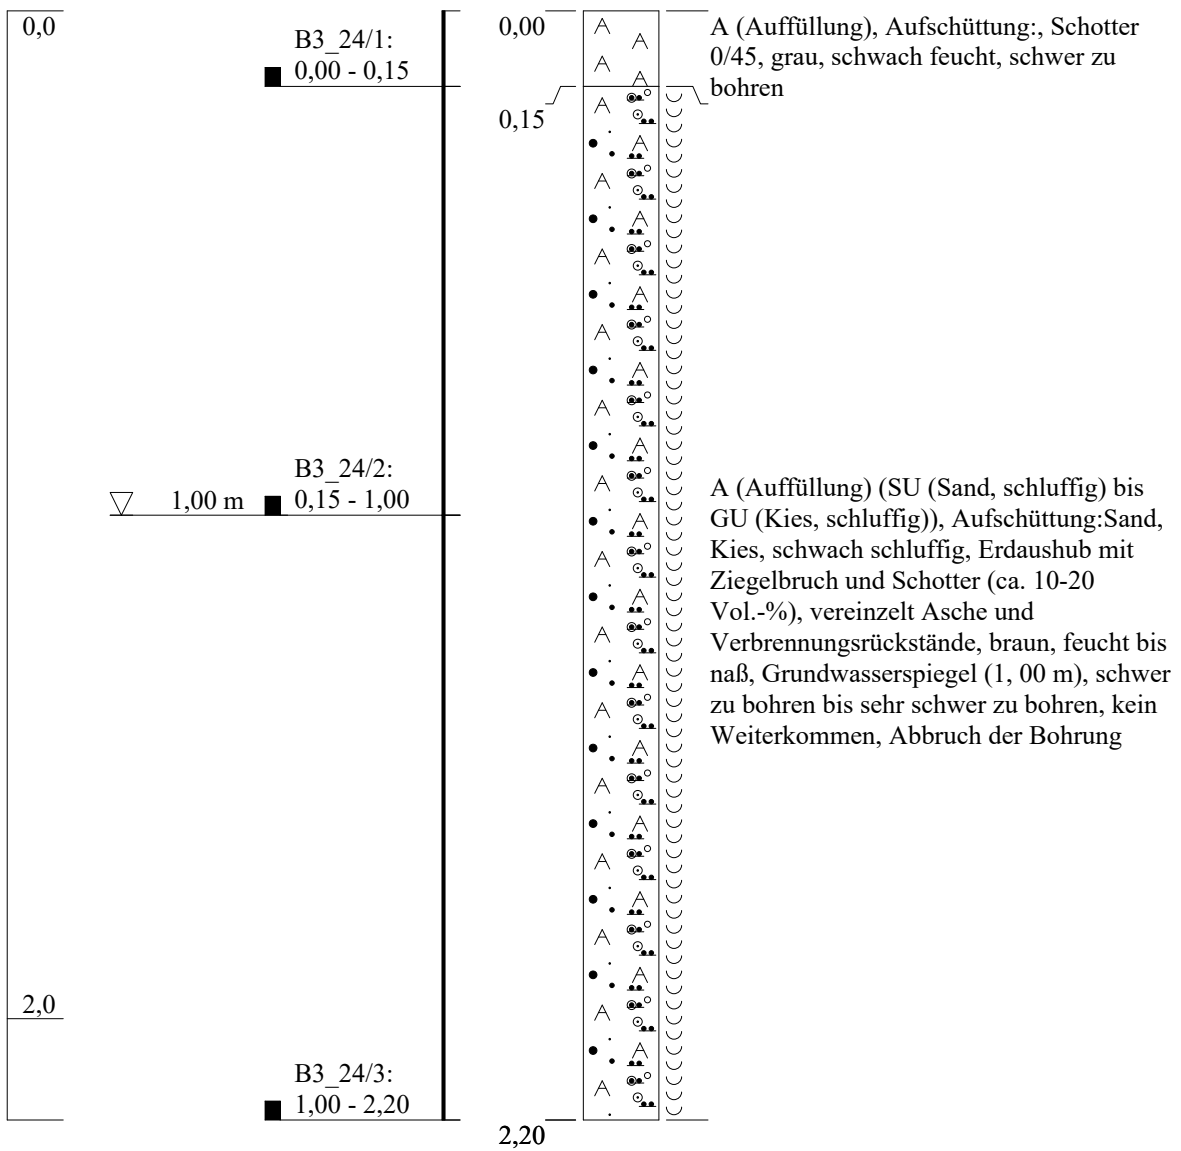 0,0
B3_24/1:
0,00 - 0,15
0,00
0,15
A (Auffüllung), Aufschüttung:, Schotter
0/45, grau, schwach feucht, schwer zu
bohren
B3_24/2:
1,00 m
0,15 - 1,00
A (Auffüllung) (SU (Sand, schluffig) bis
GU (Kies, schluffig)), Aufschüttung:Sand,
Kies, schwach schluffig, Erdaushub mit
Ziegelbruch und Schotter (ca. 10-20
Vol.-%), vereinzelt Asche und
Verbrennungsrückstände, braun, feucht bis
naß, Grundwasserspiegel (1, 00 m), schwer
zu bohren bis sehr schwer zu bohren, kein
Weiterkommen, Abbruch der Bohrung
2,0
B3_24/3:
1,00 - 2,20
2,20